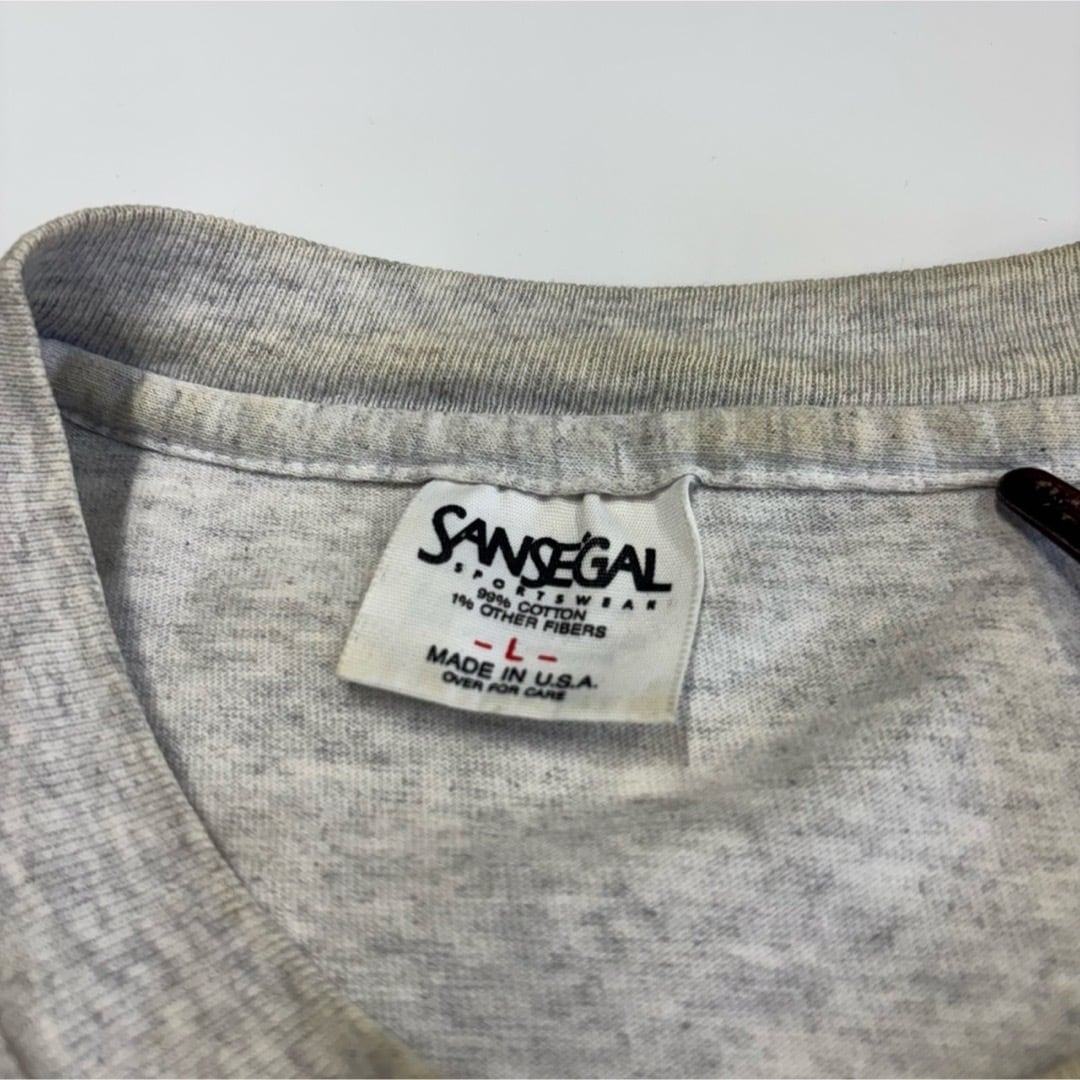 SANSEGAL
SPORTSWEAR
99% COTTON
1% OTHER FIBERS
- L -
MADE IN U.S.A.
OVER FOR CARE